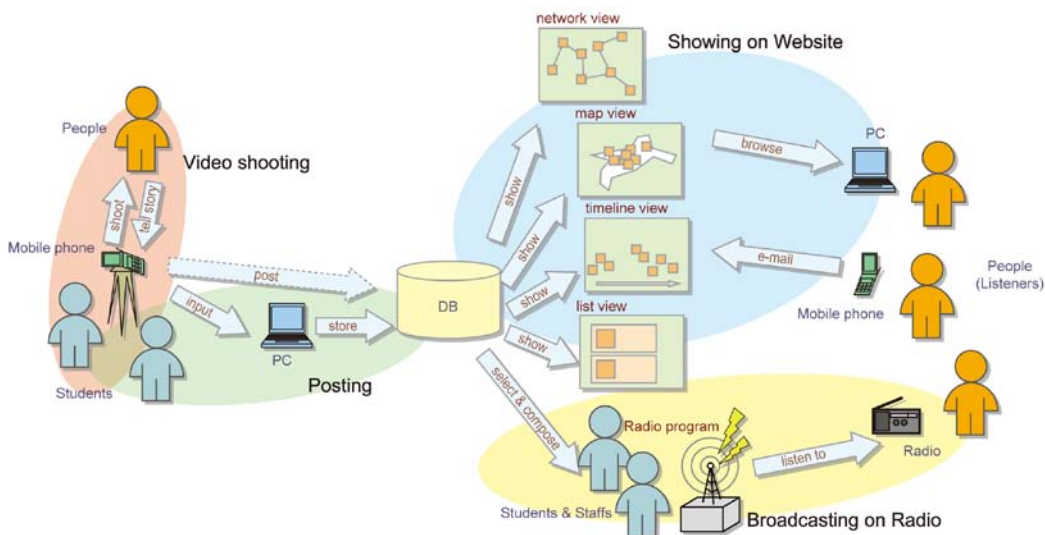 network view
Showing on Website
People
map view
PC
Video shooting
browse
show
shoot
tell story
timeline view
Mobile phone
show
e-mail
post
People
(Listeners)
input
DB
show
Mobile phone
store
list view
PC
show
Students
Posting
select & compose
Radio program
listen to
Radio
Students & Staffs
Broadcasting on Radio